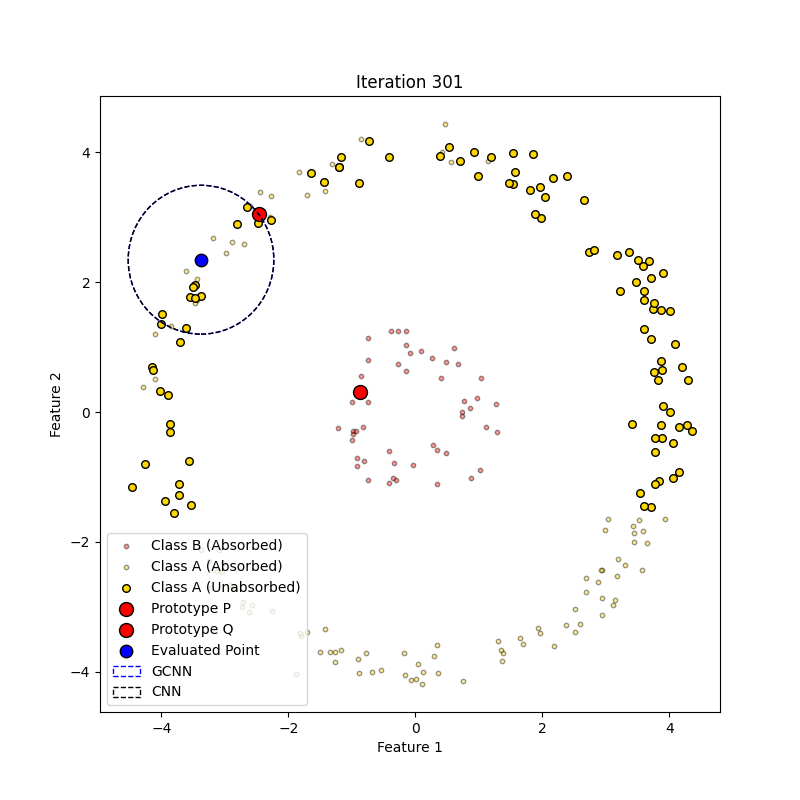 Iteration 301
Feature 2
4
2
0
−2
−4
Class B (Absorbed)
Class A (Absorbed)
Class A (Unabsorbed)
Prototype P
Prototype Q
Evaluated Point
GCNN
CNN
−4 −2 0 2 4
Feature 1